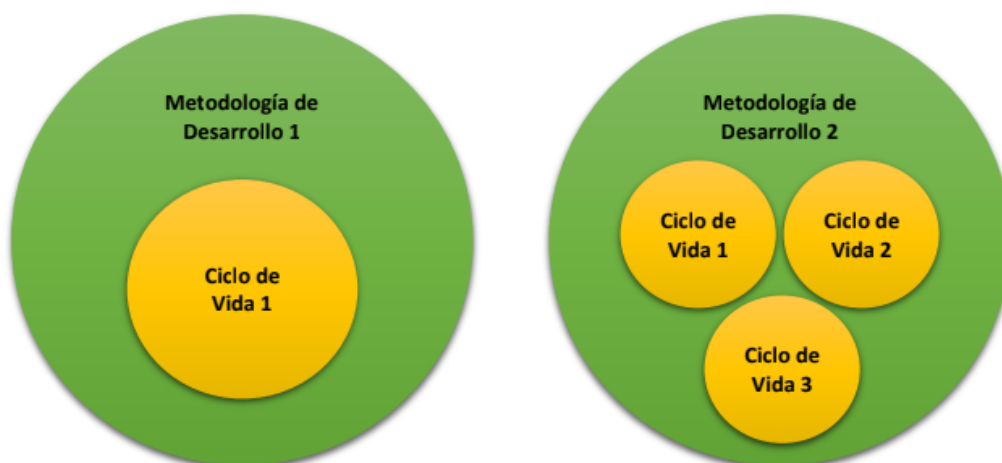 Metodología de
Desarrollo 1
Ciclo de
Vida 1
Metodología de
Desarrollo 2
Ciclo de
Vida 1
Ciclo de
Vida 2
Ciclo de
Vida 3